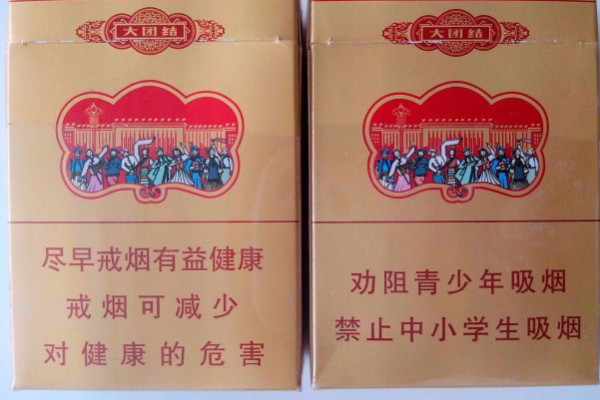 大团结
尽早戒烟有益健康
戒烟可减少
对健康的危害
大团结
劝阻青少年吸烟
禁止中小学生吸烟